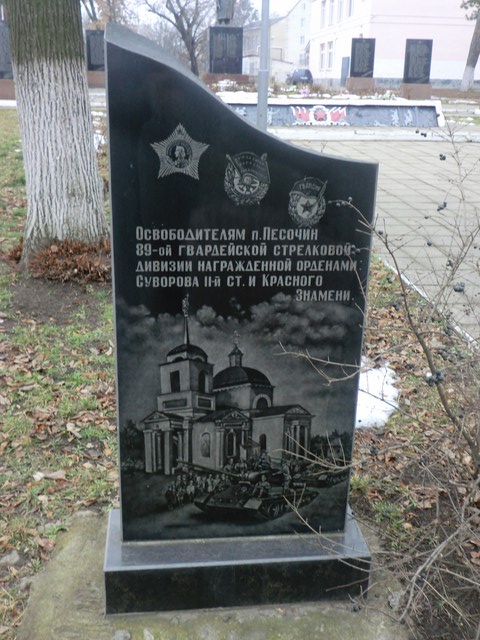 Освободителям п. Песочин
89-ой гвардейской стрелковой
дивизии награжденной орденами
Суворова II-й ст. и Красного
Знамени.